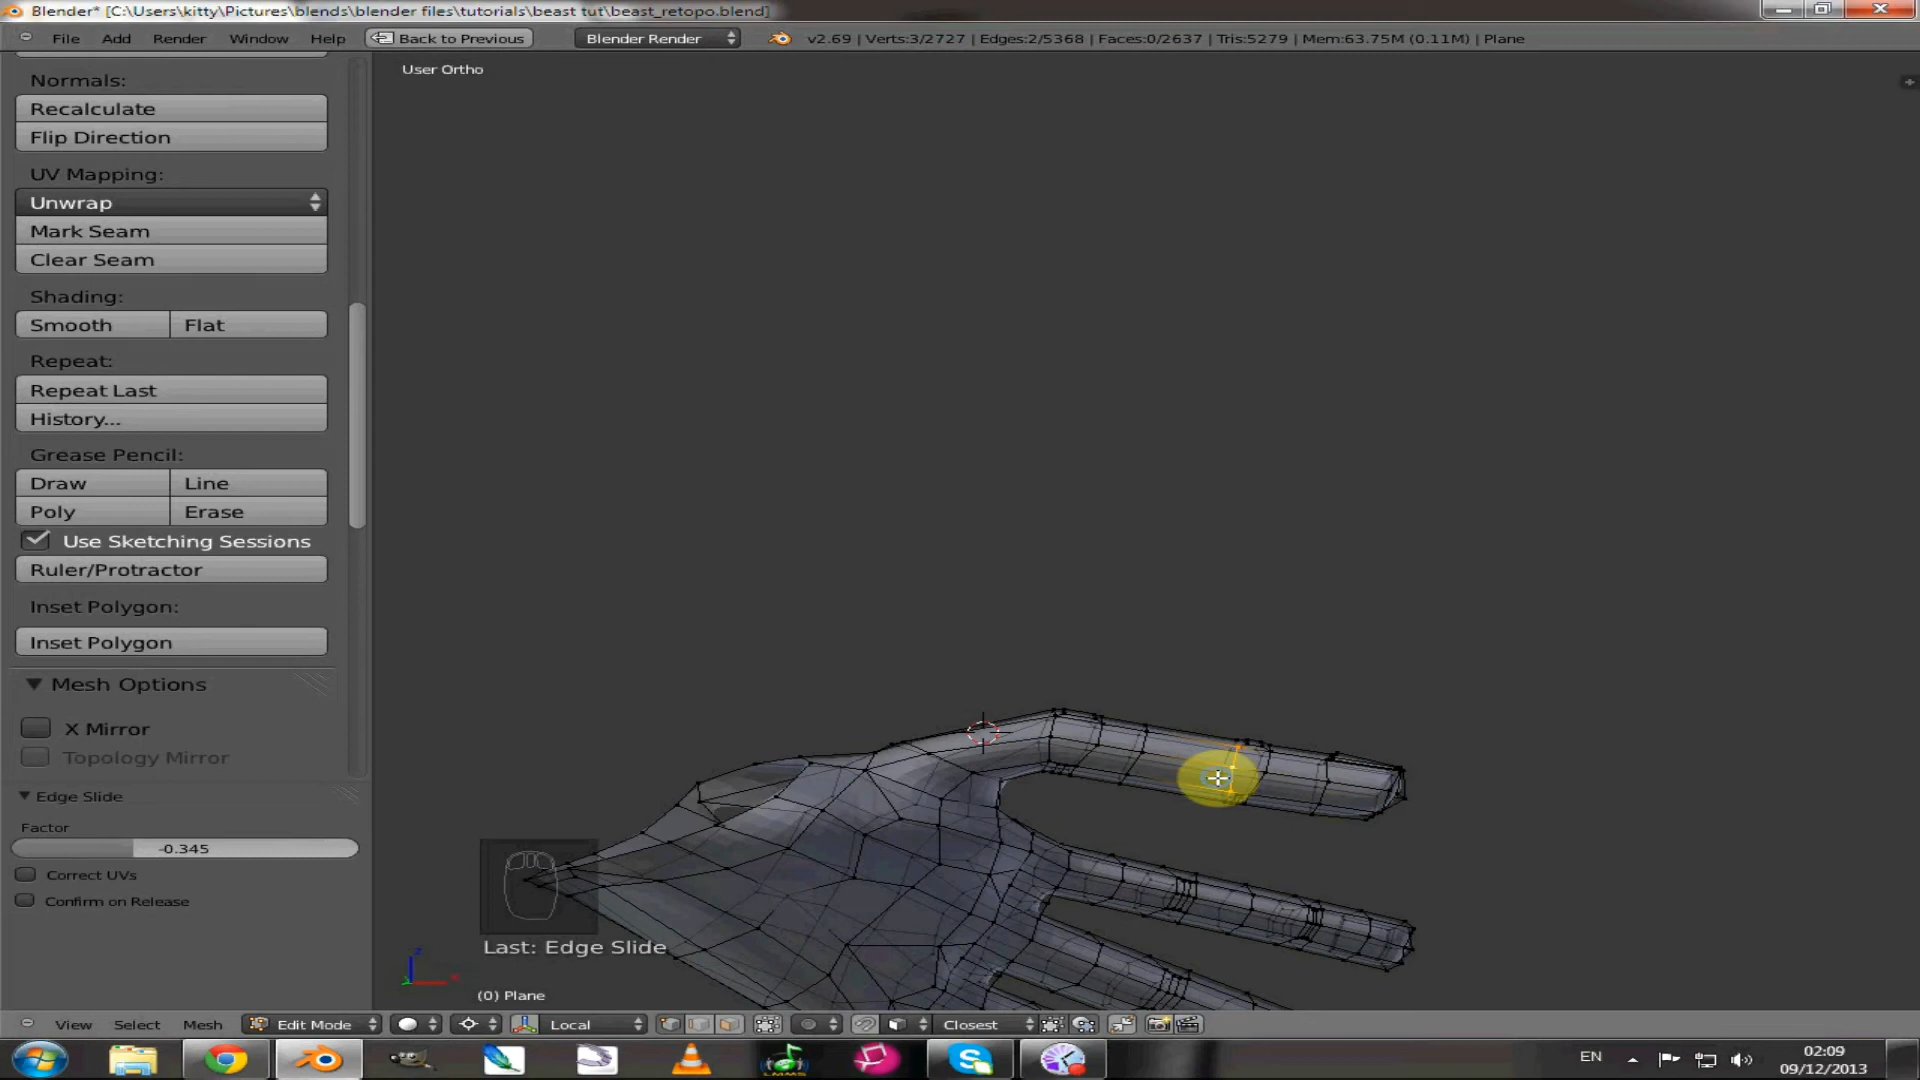 Blender* [C:\Users\kitty\Pictures\blends\blender files\tutorials\beast tut\beast_retopo.blend]
File Add Render Window Help Back to Previous Blender Render v2.69 | Verts:3/2727 | Edges:2/5368 | Faces:0/2637 | Tris:5279 | Mem:63.75M (0.11M) | Plane
User Ortho
Normals:
Recalculate
Flip Direction
UV Mapping:
Unwrap
Mark Seam
Clear Seam
Shading:
Smooth Flat
Repeat:
Repeat Last
History...
Grease Pencil:
Draw Line
Poly Erase
Use Sketching Sessions
Ruler/Protractor
Inset Polygon:
Inset Polygon
Mesh Options
X Mirror
Topology Mirror
Edge Slide
Factor
-0.345
Correct UVs
Confirm on Release
Last: Edge Slide
(0) Plane
View Select Mesh Edit Mode Local Closest
LMMS
EN
02:09
09/12/2013